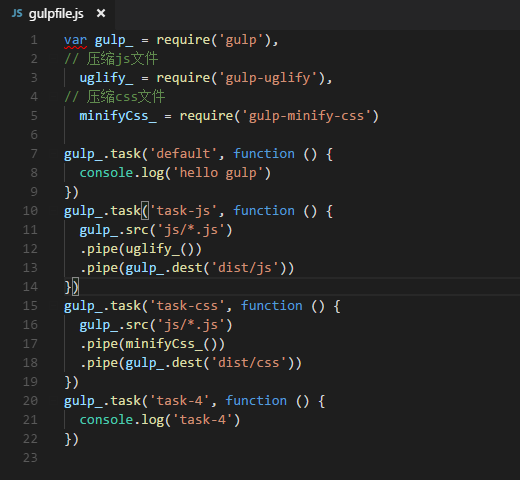 JS gulpfile.js ×
1 var gulp_ = require('gulp'),
2 // 压缩js文件
3 uglify_ = require('gulp-uglify'),
4 // 压缩css文件
5 minifyCss_ = require('gulp-minify-css')
6
7 gulp_.task('default', function () {
8 console.log('hello gulp')
9 })
10 gulp_.task('task-js', function () {
11 gulp_.src('js/*.js')
12 .pipe(uglify_())
13 .pipe(gulp_.dest('dist/js'))
14 })
15 gulp_.task('task-css', function () {
16 gulp_.src('js/*.js')
17 .pipe(minifyCss_())
18 .pipe(gulp_.dest('dist/css'))
19 })
20 gulp_.task('task-4', function () {
21 console.log('task-4')
22 })
23